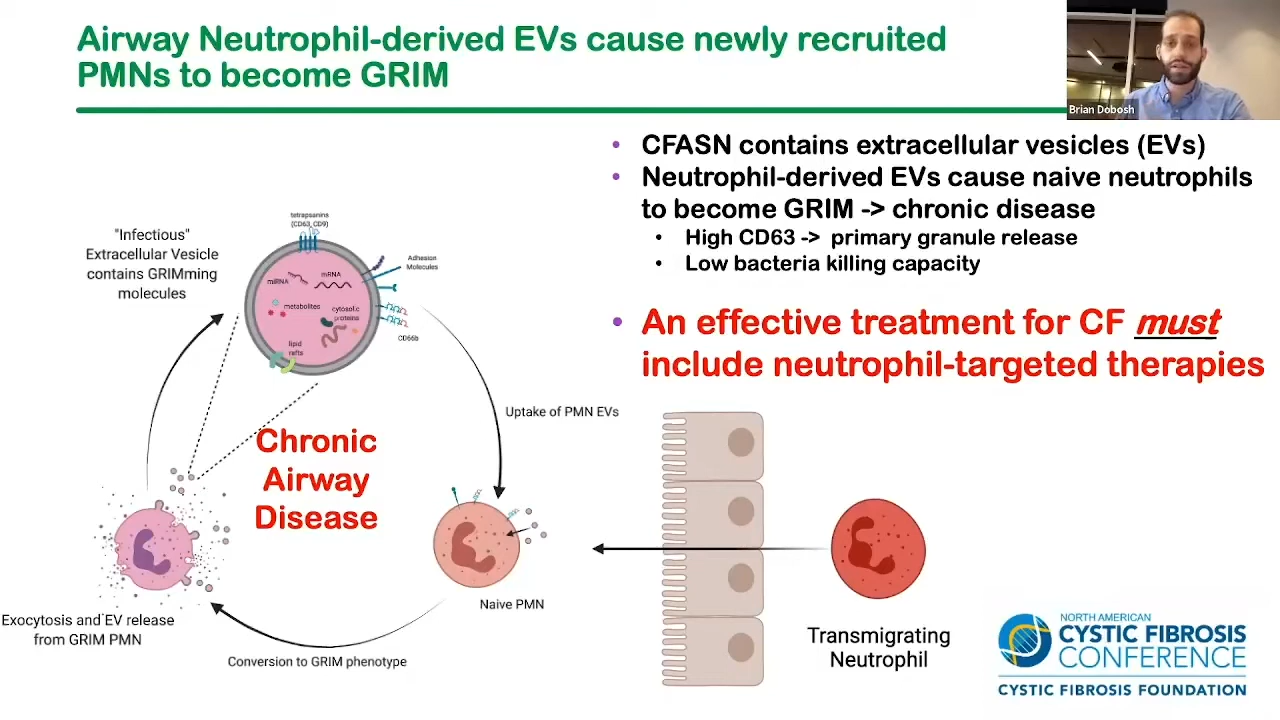 Airway Neutrophil-derived EVs cause newly recruited
PMNs to become GRIM
Brian Dobosh
• CFASN contains extracellular vesicles (EVs)
• Neutrophil-derived EVs cause naive neutrophils
to become GRIM -> chronic disease
• High CD63 -> primary granule release
• Low bacteria killing capacity
• An effective treatment for CF must
include neutrophil-targeted therapies
"Infectious"
Extracellular Vesicle
contains GRIMming
molecules
tetrapsanins
(CD63, CD9)
Adhesion
Molecules
miRNA
mRNA
metabolites
cytosol.c
proteins
lipid
rafts
CD66b
Uptake of PMN EVs
Chronic
Airway
Disease
Naive PMN
Exocytosis and EV release
from GRIM PMN
Conversion to GRIM phenotype
Transmigrating
Neutrophil
NORTH AMERICAN
CYSTIC FIBROSIS
CONFERENCE
CYSTIC FIBROSIS FOUNDATION